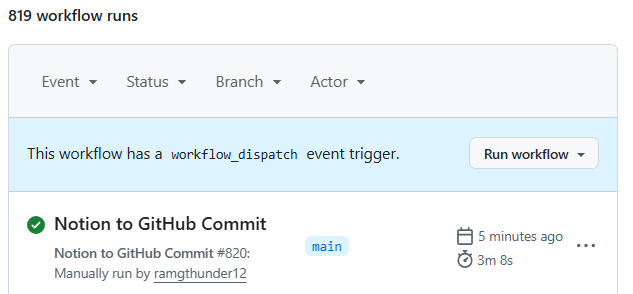 819 workflow runs
Event Status Branch Actor
This workflow has a workflow_dispatch event trigger. Run workflow
Notion to GitHub Commit
Notion to GitHub Commit #820:
Manually run by ramgthunder12
main
5 minutes ago
3m 8s